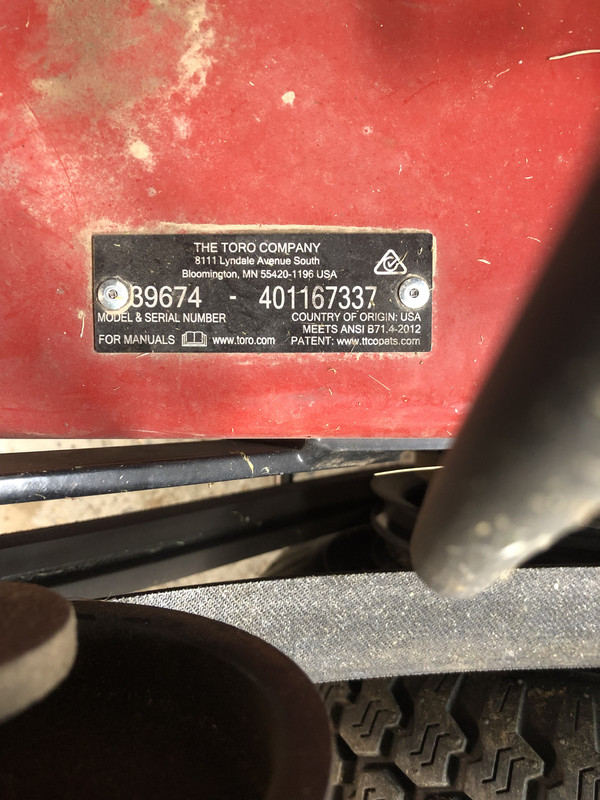 THE TORO COMPANY
8111 Lyndale Avenue South
Bloomington, MN 55420-1196 USA
39674 - 401167337
MODEL & SERIAL NUMBER
COUNTRY OF ORIGIN: USA
MEETS ANSI B71.4-2012
FOR MANUALS www.toro.com
PATENT: www.ttcopats.com